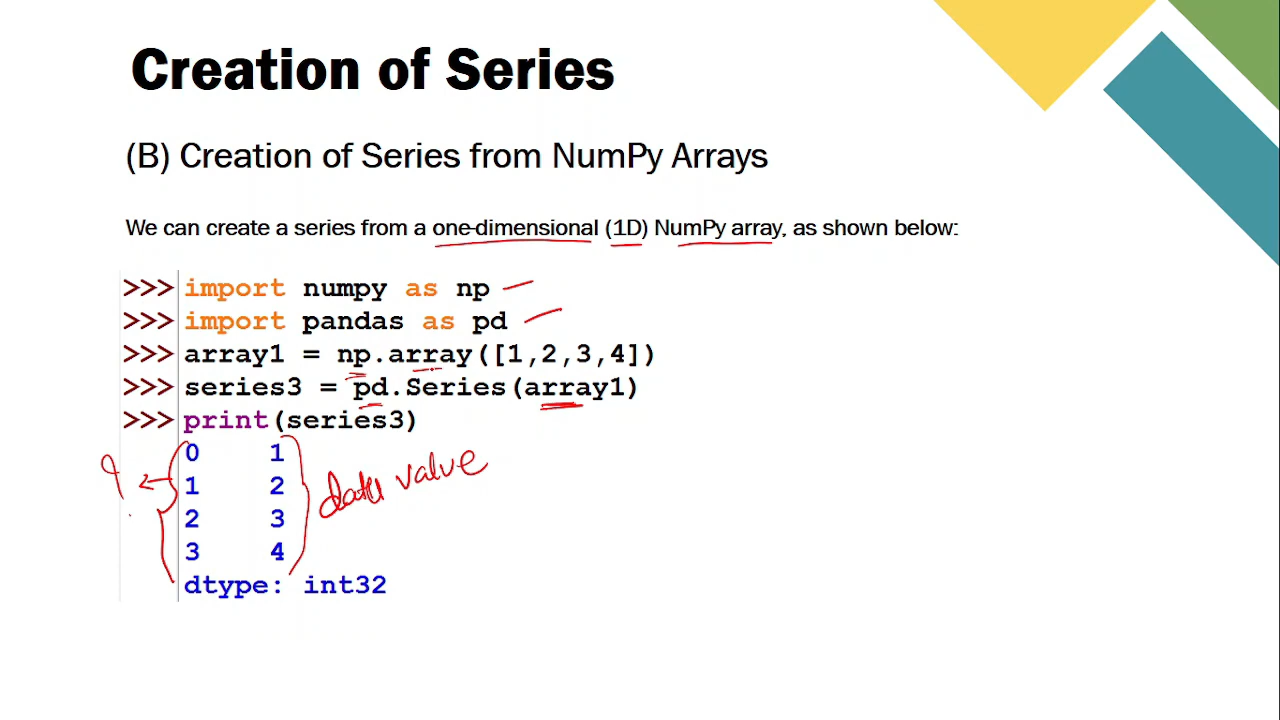 Creation of Series
(B) Creation of Series from NumPy Arrays
We can create a series from a one-dimensional (1D) NumPy array, as shown below:
>>> import numpy as np
>>> import pandas as pd
>>> array1 = np.array([1,2,3,4])
>>> series3 = pd.Series(array1)
>>> print(series3)
0 1
1 2
2 3
3 4
data value
dtype: int32